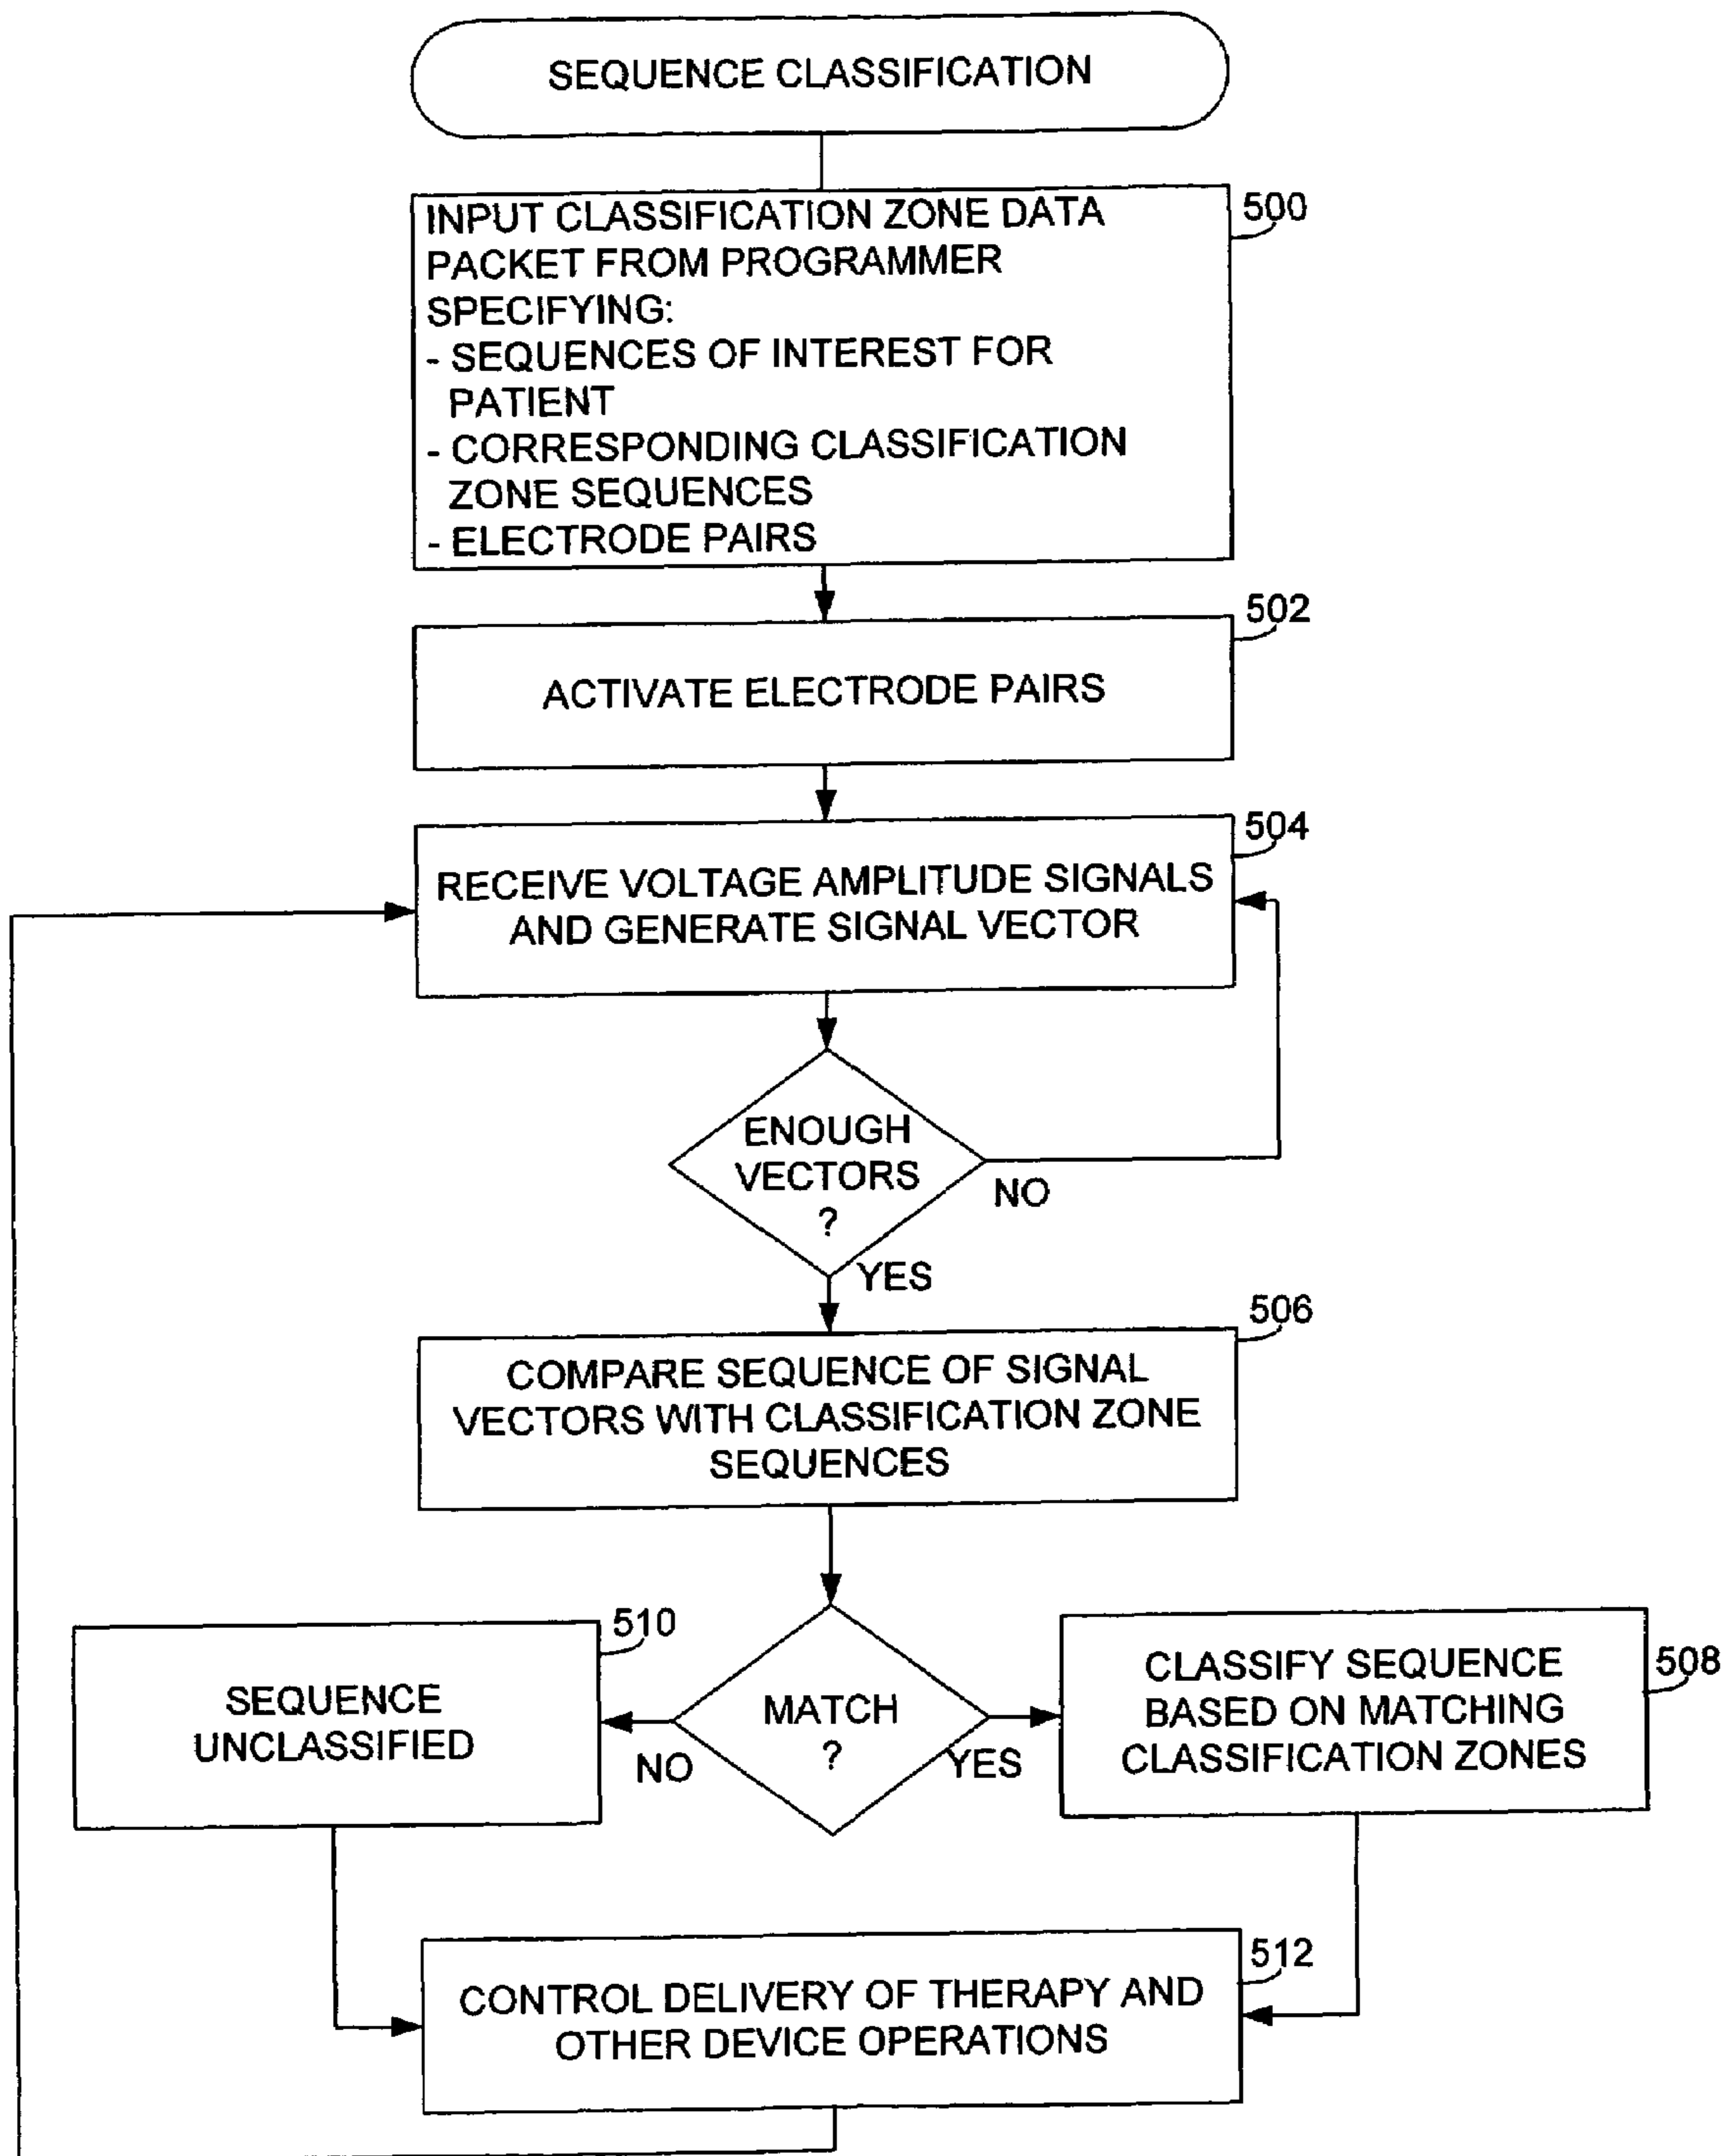 SEQUENCE CLASSIFICATION
500
INPUT CLASSIFICATION ZONE DATA
PACKET FROM PROGRAMMER
SPECIFYING:
- SEQUENCES OF INTEREST FOR
PATIENT
- CORRESPONDING CLASSIFICATION
ZONE SEQUENCES
- ELECTRODE PAIRS
502
ACTIVATE ELECTRODE PAIRS
504
RECEIVE VOLTAGE AMPLITUDE SIGNALS
AND GENERATE SIGNAL VECTOR
ENOUGH
VECTORS
?
NO
YES
506
COMPARE SEQUENCE OF SIGNAL
VECTORS WITH CLASSIFICATION ZONE
SEQUENCES
510
SEQUENCE
UNCLASSIFIED
MATCH
?
NO
YES
508
CLASSIFY SEQUENCE
BASED ON MATCHING
CLASSIFICATION ZONES
512
CONTROL DELIVERY OF THERAPY AND
OTHER DEVICE OPERATIONS